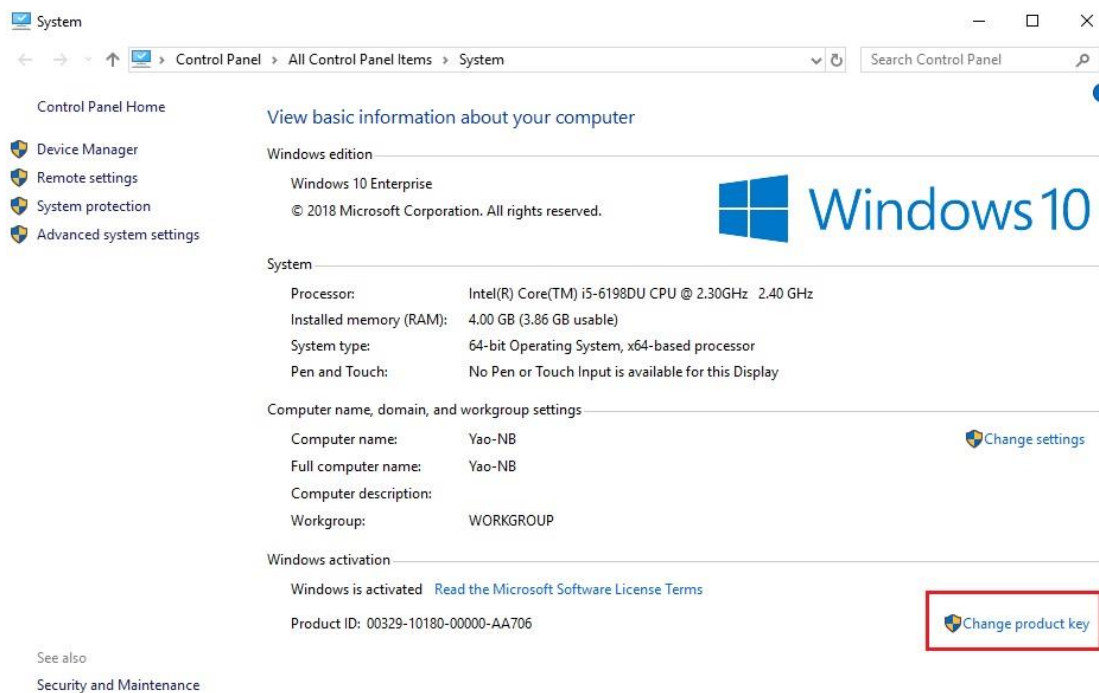 System
Control Panel > All Control Panel Items > System
Search Control Panel
Control Panel Home
Device Manager
Remote settings
System protection
Advanced system settings
View basic information about your computer
Windows edition
Windows 10 Enterprise
© 2018 Microsoft Corporation. All rights reserved.
Windows 10
System
Processor: Intel(R) Core(TM) i5-6198DU CPU @ 2.30GHz 2.40 GHz
Installed memory (RAM): 4.00 GB (3.86 GB usable)
System type: 64-bit Operating System, x64-based processor
Pen and Touch: No Pen or Touch Input is available for this Display
Computer name, domain, and workgroup settings
Computer name: Yao-NB
Change settings
Full computer name: Yao-NB
Computer description:
Workgroup: WORKGROUP
Windows activation
Windows is activated Read the Microsoft Software License Terms
Product ID: 00329-10180-00000-AA706
Change product key
See also
Security and Maintenance